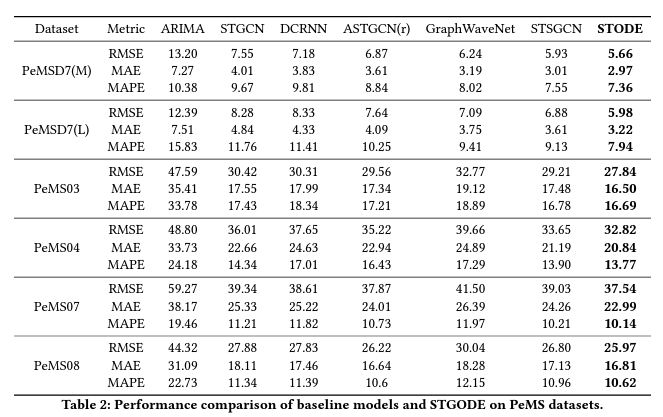 Dataset Metric ARIMA STGCN DCRNN ASTGCN(r) GraphWaveNet STSGCN STODE
RMSE 13.20 7.55 7.18 6.87 6.24 5.93 5.66
PeMSD7(M) MAE 7.27 4.01 3.83 3.61 3.19 3.01 2.97
MAPE 10.38 9.67 9.81 8.84 8.02 7.55 7.36
RMSE 12.39 8.28 8.33 7.64 7.09 6.88 5.98
PeMSD7(L) MAE 7.51 4.84 4.33 4.09 3.75 3.61 3.22
MAPE 15.83 11.76 11.41 10.25 9.41 9.13 7.94
RMSE 47.59 30.42 30.31 29.56 32.77 29.21 27.84
PeMS03 MAE 35.41 17.55 17.99 17.34 19.12 17.48 16.50
MAPE 33.78 17.43 18.34 17.21 18.89 16.78 16.69
RMSE 48.80 36.01 37.65 35.22 39.66 33.65 32.82
PeMS04 MAE 33.73 22.66 24.63 22.94 24.89 21.19 20.84
MAPE 24.18 14.34 17.01 16.43 17.29 13.90 13.77
RMSE 59.27 39.34 38.61 37.87 41.50 39.03 37.54
PeMS07 MAE 38.17 25.33 25.22 24.01 26.39 24.26 22.99
MAPE 19.46 11.21 11.82 10.73 11.97 10.21 10.14
RMSE 44.32 27.88 27.83 26.22 30.04 26.80 25.97
PeMS08 MAE 31.09 18.11 17.46 16.64 18.28 17.13 16.81
MAPE 22.73 11.34 11.39 10.6 12.15 10.96 10.62
Table 2: Performance comparison of baseline models and STGODE on PeMS datasets.